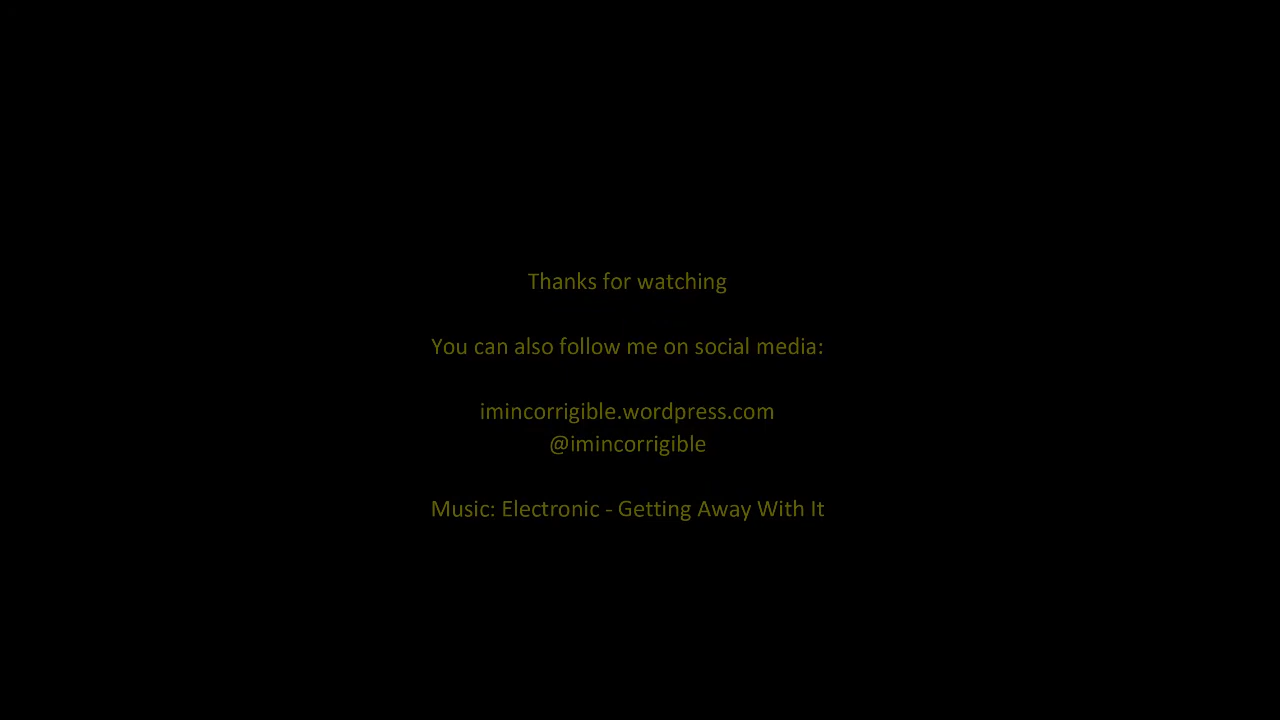 Thanks for watching
You can also follow me on social media:
imincorrigible.wordpress.com
@imincorrigible
Music: Electronic - Getting Away With It